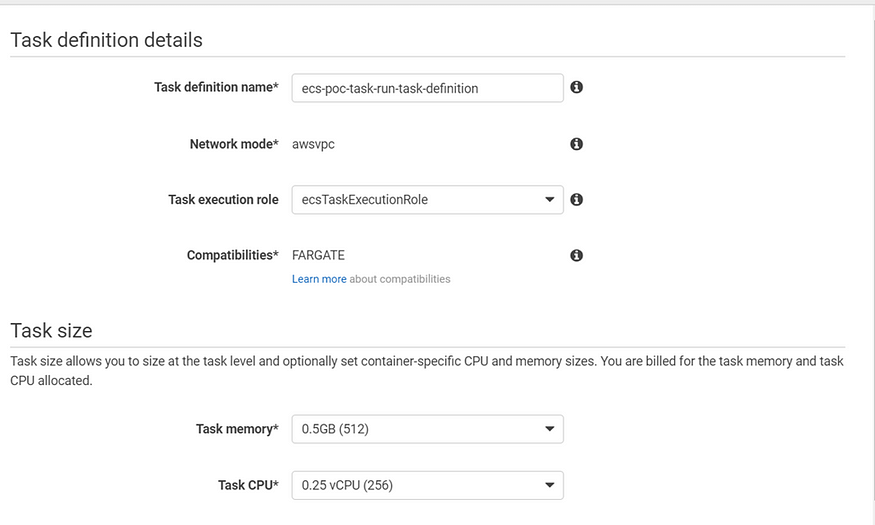 Task definition details
Task definition name* ecs-poc-task-run-task-definition
Network mode* awsvpc
Task execution role ecsTaskExecutionRole
Compatibilities* FARGATE
Learn more about compatibilities
Task size
Task size allows you to size at the task level and optionally set container-specific CPU and memory sizes. You are billed for the task memory and task
CPU allocated.
Task memory* 0.5GB (512)
Task CPU* 0.25 vCPU (256)